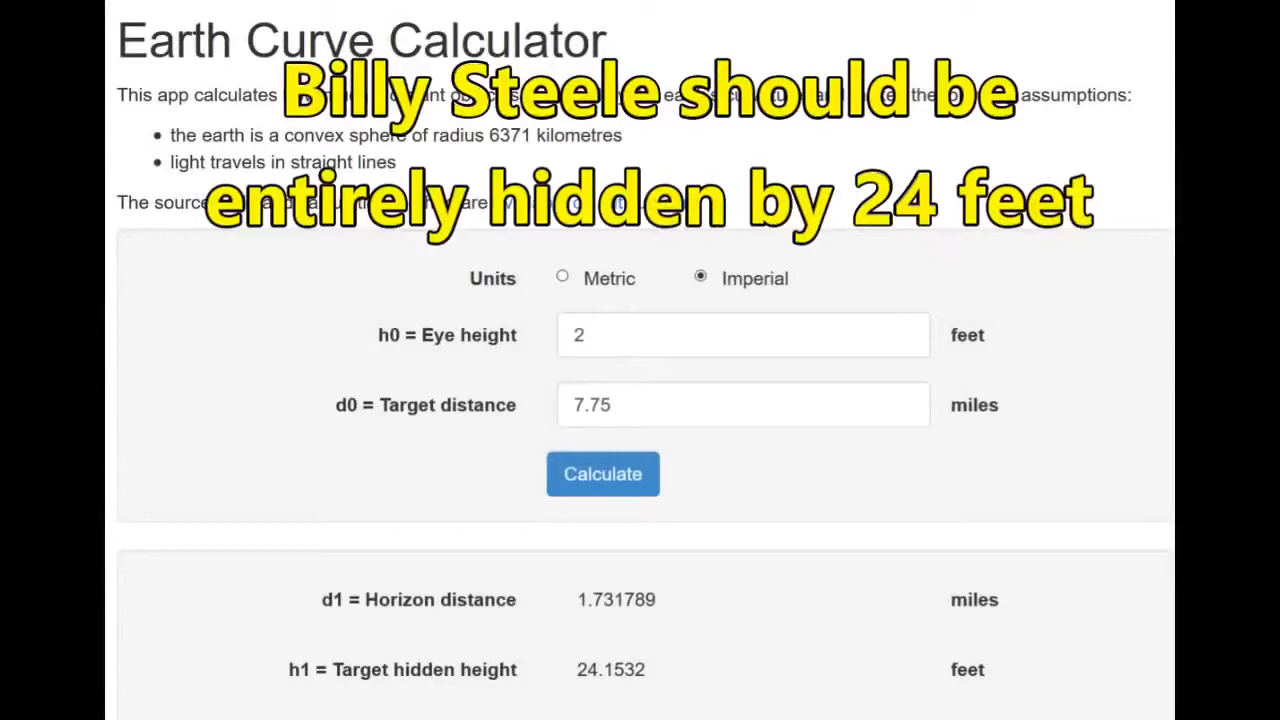 Earth Curve Calculator
Billy Steele should be
This app calculates the assumptions:
• the earth is a convex sphere of radius 6371 kilometres
• light travels in straight lines
entirely hidden by 24 feet
The source
Units Metric Imperial
h0 = Eye height 2 feet
d0 = Target distance 7.75 miles
Calculate
d1 = Horizon distance 1.731789 miles
h1 = Target hidden height 24.1532 feet